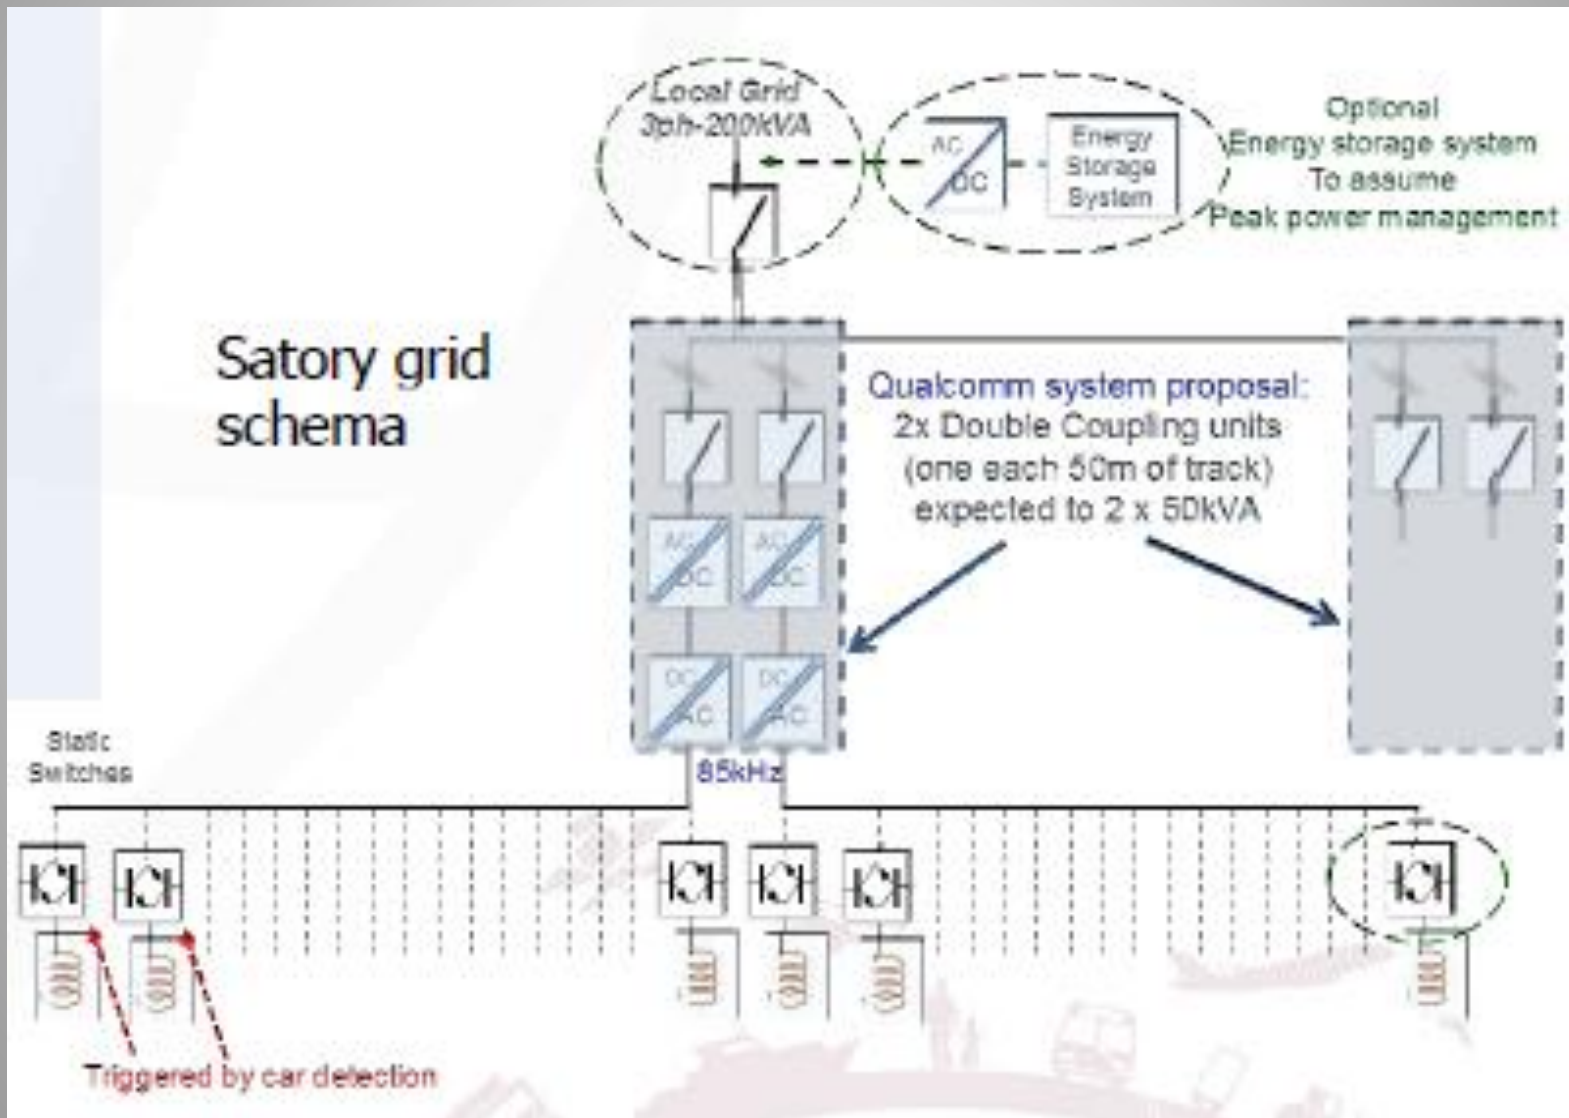 Local Grid
3ph-200kVA
AC
DC
Energy
Storage
System
Optional
Energy storage system
To assume
Peak power management
Satory grid
schema
Qualcomm system proposal:
2x Double Coupling units
(one each 50m of track)
expected to 2 x 50kVA
AC
DC
AC
DC
DC
AC
DC
AC
85kHz
Static
Switches
Triggered by car detection